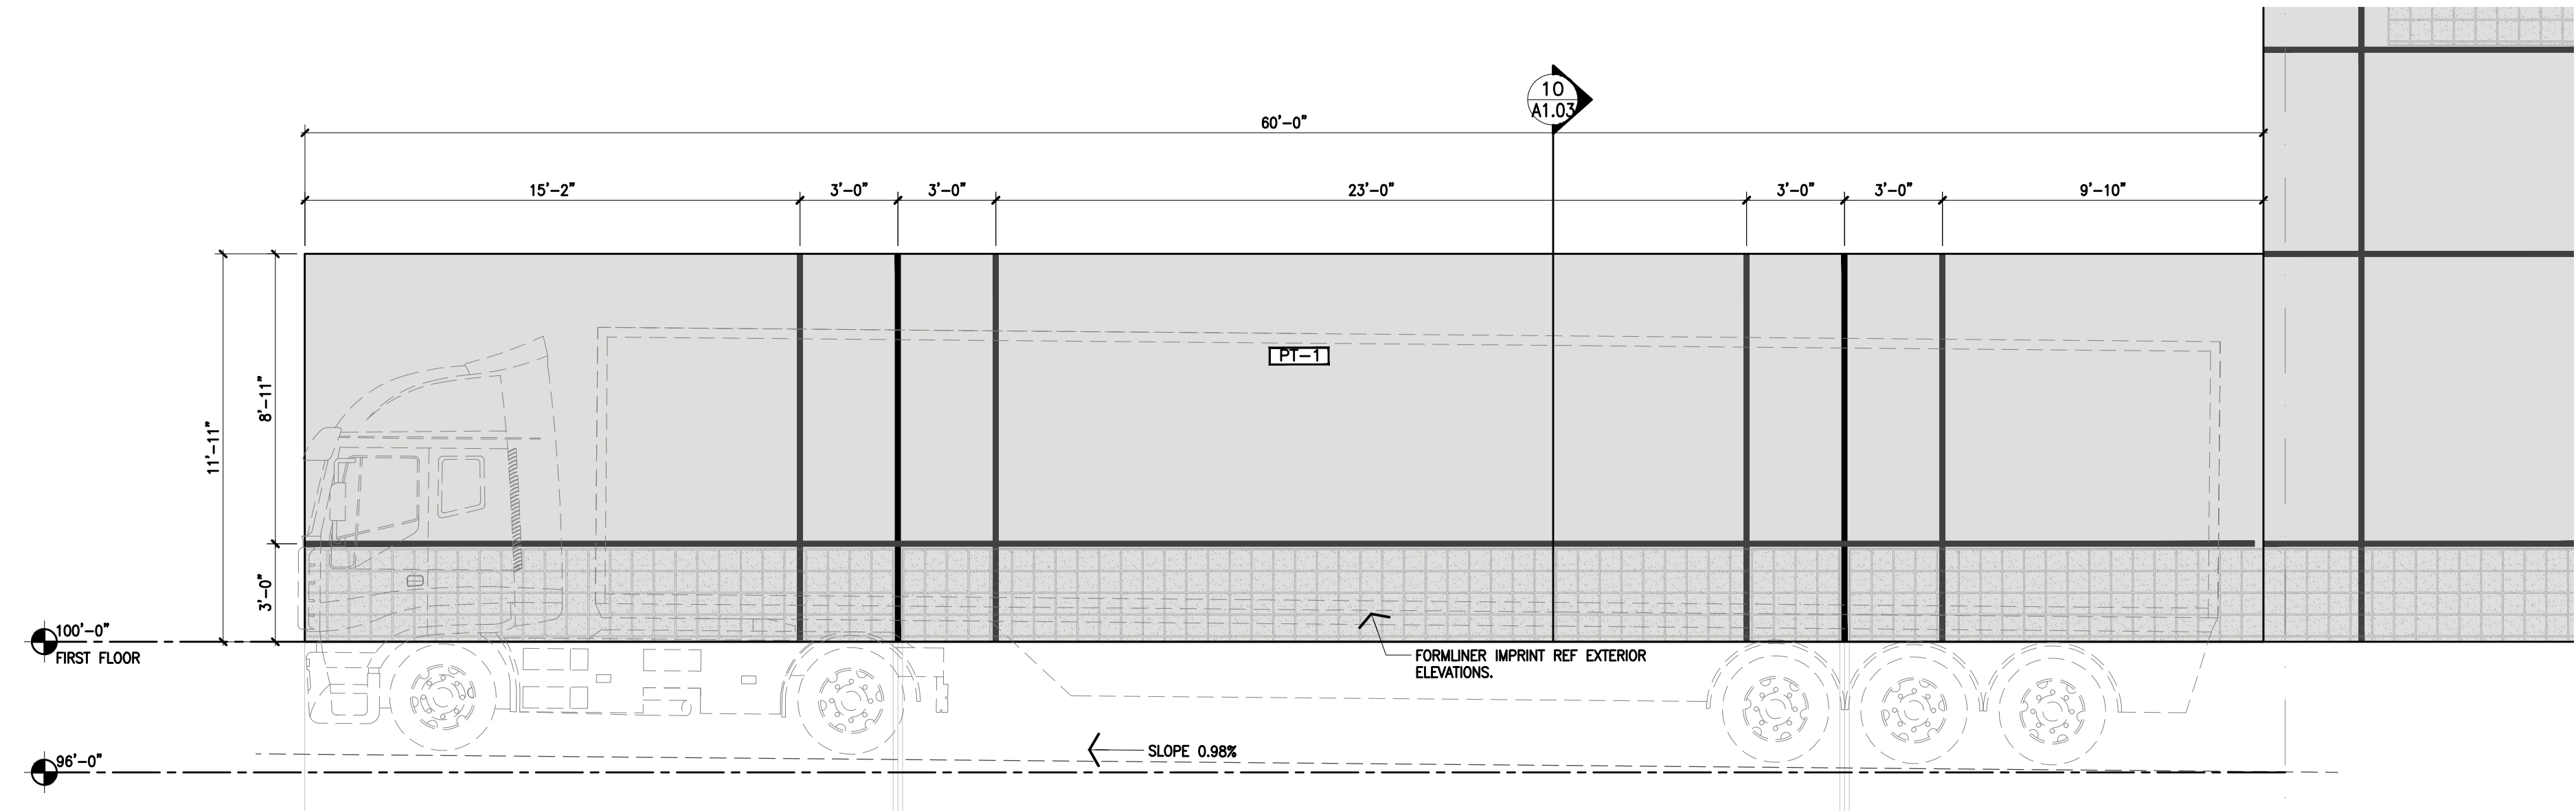 10
A1.03
60'-0"
15'-2"
3'-0"
3'-0"
23'-0"
3'-0"
3'-0"
9'-10"
PT-1
8'-11"
11'-11"
3'-0"
100'-0"
FIRST FLOOR
FORMLINER IMPRINT REF EXTERIOR
ELEVATIONS.
SLOPE 0.98%
96'-0"